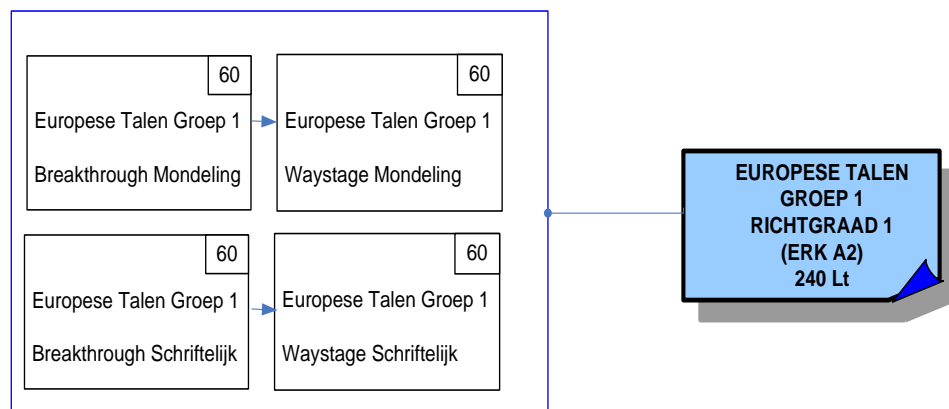 60
Europese Talen Groep 1
Breakthrough Mondeling
60
Europese Talen Groep 1
Waystage Mondeling
60
Europese Talen Groep 1
Breakthrough Schriftelijk
60
Europese Talen Groep 1
Waystage Schriftelijk
EUROPESE TALEN
GROEP 1
RICHTGRAAD 1
(ERK A2)
240 Lt